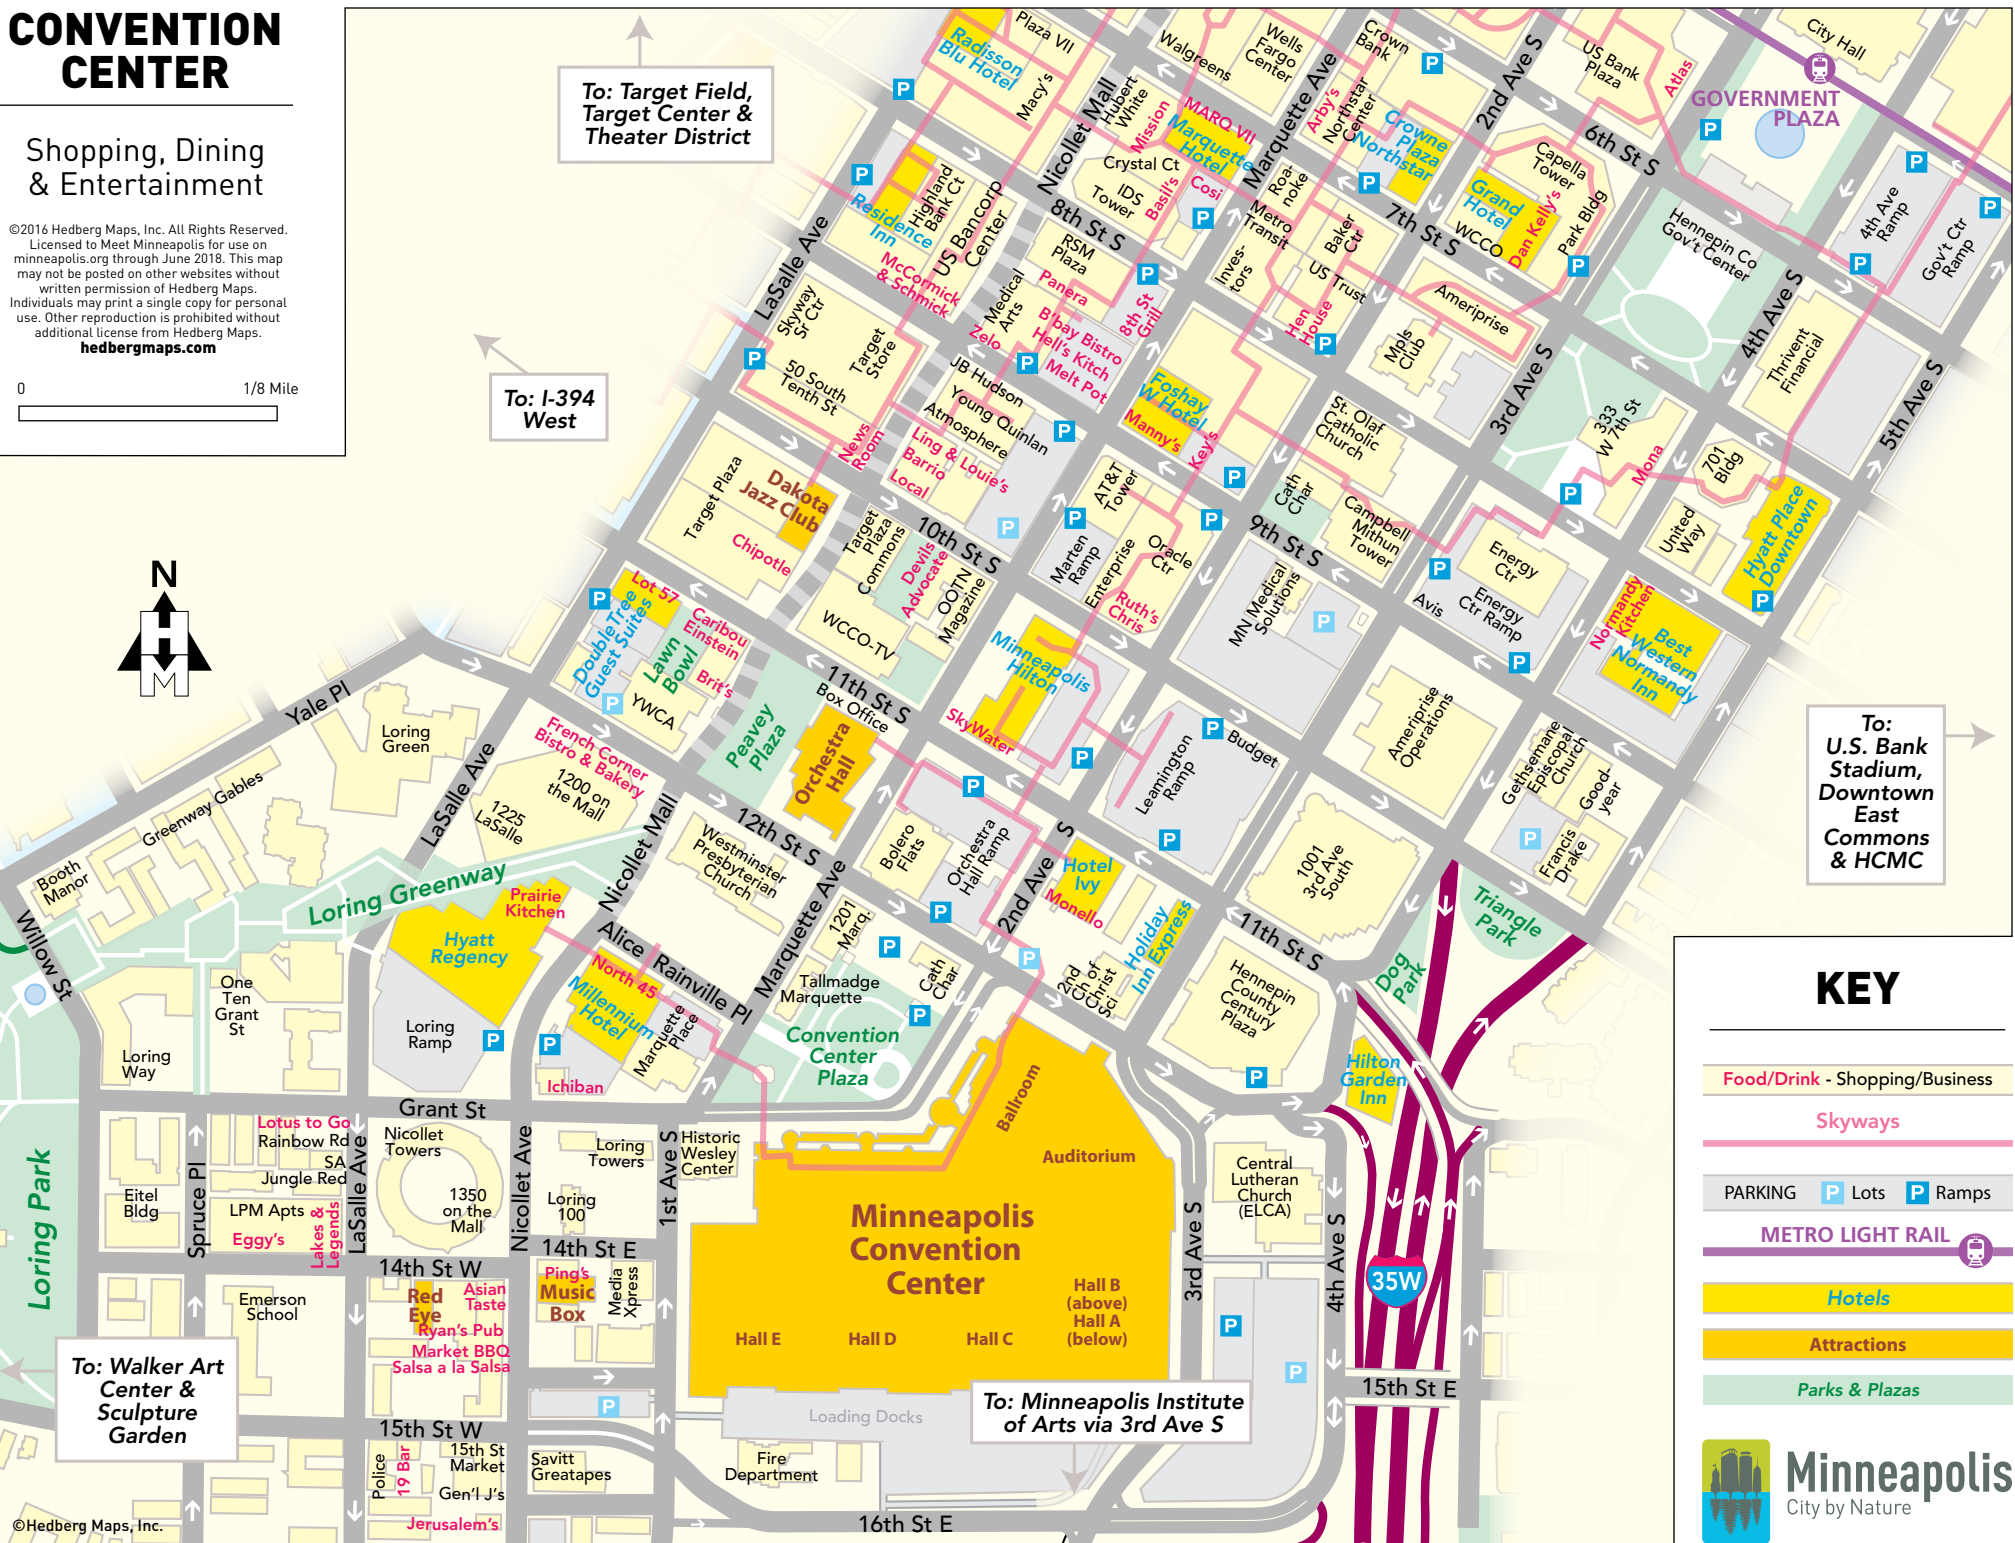 CONVENTION
CENTER
Shopping, Dining
& Entertainment
©2016 Hedberg Maps, Inc. All Rights Reserved.
Licensed to Meet Minneapolis for use on
minneapolis.org through June 2018. This map
may not be posted on other websites without
written permission of Hedberg Maps.
Individuals may print a single copy for personal
use. Other reproduction is prohibited without
additional license from Hedberg Maps.
hedbergmaps.com
0 1/8 Mile
To: Target Field,
Target Center &
Theater District
To: I-394
West
N
H
M
Radisson
Blu Hotel
Plaza VII
Macy's
Walgreens
Wells
Fargo
Center
Crown
Bank
US Bank
Plaza
Atlas
City Hall
GOVERNMENT
PLAZA
Nicollet Mall
Hubert
White
Mission
MARQ VII
Marquette
Hotel
Marquette Ave
Arby's
Northstar
Center
Crowne
Plaza
Northstar
2nd Ave S
6th St S
Capella
Tower
Grand
Hotel
Dan Kelly's
WCCO
Park Bldg
Hennepin Co
Gov't Center
4th Ave
Ramp
Gov't Ctr
Ramp
Crystal Ct
IDS
Tower
Basil's
Cosi
Roa-
noke
Metro
Transit
Baker
Ctr
7th St S
8th St S
Residence
Inn
Highland
Bank Ct
US Bancorp
Center
McCormick
& Schmick
LaSalle Ave
Skyway
Sr Ctr
Target
Store
50 South
Tenth St
Medical
Arts
Zelo
RSM
Plaza
Panera
B'bay Bistro
Hell's Kitch
Melt Pot
8th St
Grill
Inves-
tors
US Trust
Hen
House
Ameriprise
Mpls
Club
3rd Ave S
4th Ave S
5th Ave S
Thrivent
Financial
333
W 7th St
Mona
701
Bldg
United
Way
Hyatt Place
Downtown
JB Hudson
Young Quinlan
Atmosphere
Ling & Louie's
Barrio
Local
News
Room
Foshay
W Hotel
Manny's
Key's
St. Olaf
Catholic
Church
Cath
Char
Campbell
Mithun
Tower
9th St S
AT&T
Tower
Marten
Ramp
Enterprise
Oracle
Ctr
Ruth's
Chris
MN Medical
Solutions
Energy
Ctr
Energy
Ctr Ramp
Avis
Normandy
Kitchen
Best
Western
Normandy
Inn
Target Plaza
Dakota
Jazz Club
Chipotle
Target
Plaza
Commons
10th St S
Devils
Advocate
OOTN
Magazine
WCCO-TV
Lot 57
DoubleTree
Guest Suites
Caribou
Einstein
Lawn
Bowl
Brit's
YWCA
Peavey
Plaza
11th St S
Box Office
Orchestra
Hall
Minneapolis
Hilton
SkyWater
Leamington
Ramp
Budget
Ameriprise
Operations
Gethsemane
Episcopal
Church
Good-
year
Francis
Drake
To:
U.S. Bank
Stadium,
Downtown
East
Commons
& HCMC
Yale Pl
Loring
Green
Greenway Gables
LaSalle Ave
French Corner
Bistro & Bakery
1200 on
the Mall
1225
LaSalle
Nicollet Mall
12th St S
Westminster
Presbyterian
Church
Bolero
Flats
Orchestra
Hall Ramp
2nd Ave S
Hotel
Ivy
Monello
Holiday
Inn Express
1001
3rd Ave
South
11th St S
Triangle
Park
Dog
Park
Booth
Manor
Willow St
Loring Greenway
Prairie
Kitchen
Hyatt
Regency
Loring
Ramp
Alice Rainville Pl
North 45
Millennium
Hotel
Marquette
Place
Ichiban
Marquette Ave
1201
Marq.
Tallmadge
Marquette
Cath
Char
Convention
Center
Plaza
2nd
Ch of
Christ
Sci
Hennepin
County
Century
Plaza
Hilton
Garden
Inn
One
Ten
Grant
St
Loring
Way
Grant St
Loring Park
Eitel
Bldg
Spruce Pl
Lotus to Go
Rainbow Rd
SA
Jungle Red
LPM Apts
Eggy's
Lakes &
Legends
LaSalle Ave
Nicollet
Towers
1350
on the
Mall
Nicollet Ave
Loring
Towers
Loring
100
1st Ave S
Historic
Wesley
Center
Ballroom
Auditorium
Minneapolis
Convention
Center
Hall E
Hall D
Hall C
Hall B
(above)
Hall A
(below)
3rd Ave S
Central
Lutheran
Church
(ELCA)
4th Ave S
35W
14th St W
14th St E
Emerson
School
Red
Eye
Asian
Taste
Ryan's Pub
Market BBQ
Salsa a la Salsa
Ping's
Music
Box
Media
Xpress
15th St E
To: Walker Art
Center &
Sculpture
Garden
To: Minneapolis Institute
of Arts via 3rd Ave S
Loading Docks
15th St W
Police
19 Bar
15th St
Market
Gen'l J's
Jerusalem's
Savitt
Greatapes
Fire
Department
16th St E
©Hedberg Maps, Inc.
KEY
Food/Drink - Shopping/Business
Skyways
PARKING P Lots P Ramps
METRO LIGHT RAIL
Hotels
Attractions
Parks & Plazas
Minneapolis
City by Nature